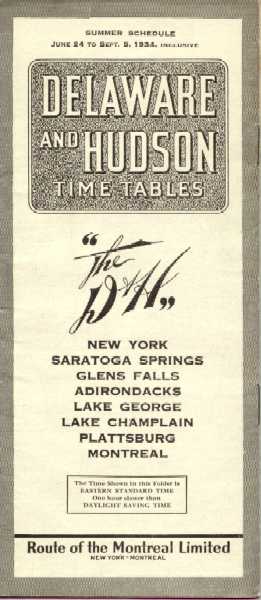 SUMMER SCHEDULE
JUNE 24 TO SEPT. 5, 1934, INCLUSIVE
DELAWARE
AND HUDSON
TIME TABLES
"The
D&H"
NEW YORK
SARATOGA SPRINGS
GLENS FALLS
ADIRONDACKS
LAKE GEORGE
LAKE CHAMPLAIN
PLATTSBURG
MONTREAL
The Time Shown in this Folder is
EASTERN STANDARD TIME
One hour slower than
DAYLIGHT SAVING TIME
Route of the Montreal Limited
NEW YORK - MONTREAL